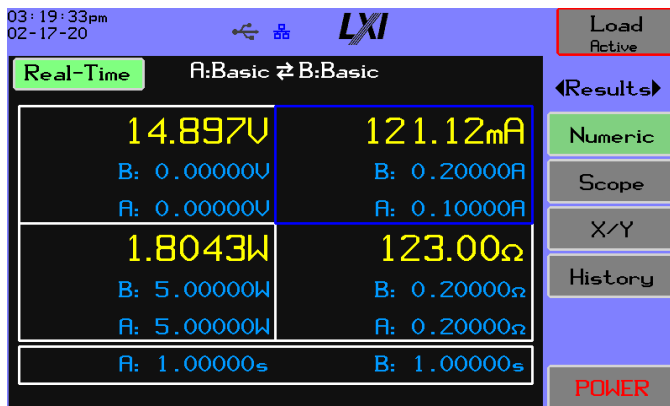 03:19:33pm
02-17-20
LXI
Load
Active
Real-Time
A:Basic ⇄ B:Basic
◀Results▶
14.897V
121.12mA
Numeric
B: 0.00000V
B: 0.20000A
Scope
A: 0.00000V
A: 0.10000A
X/Y
1.8043W
123.00Ω
History
B: 5.00000W
B: 0.20000Ω
A: 5.00000W
A: 0.20000Ω
A: 1.00000s
B: 1.00000s
POWER